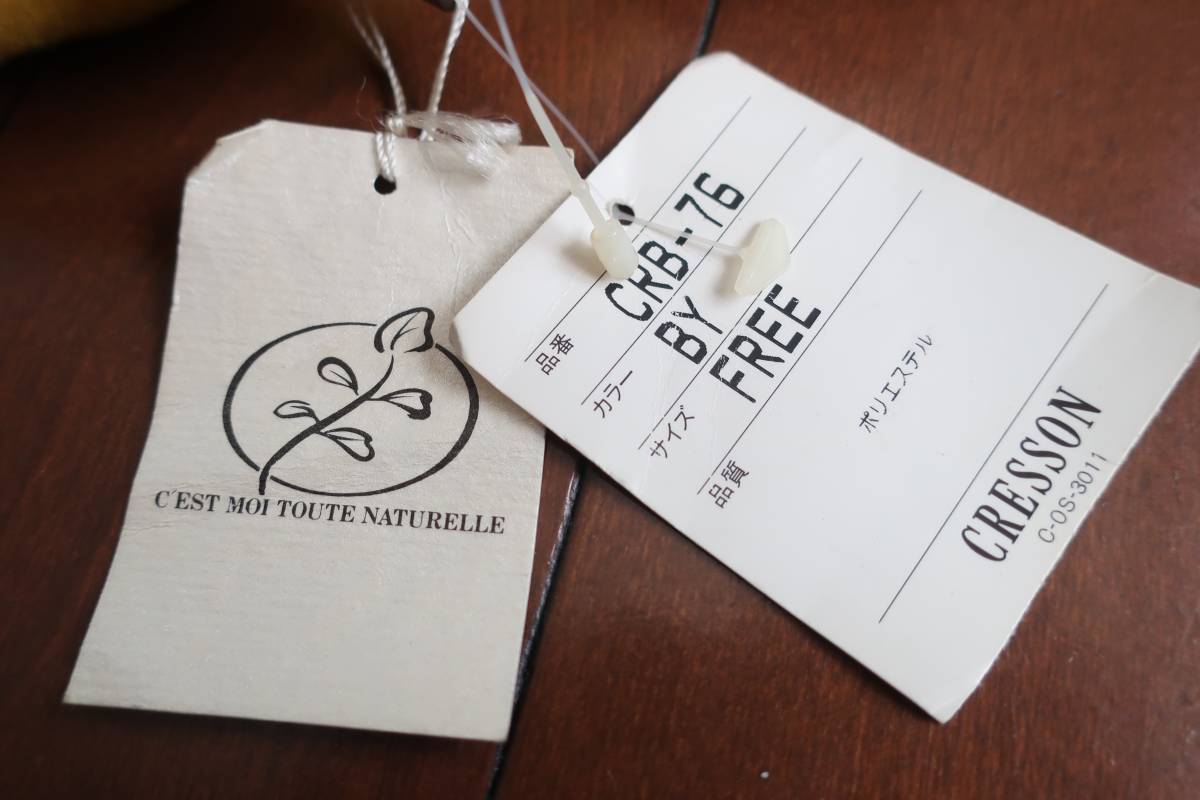 C'EST MOI TOUTE NATURELLE
品番 CRB-76
カラー BY
サイズ FREE
品質
ポリエステル
CRESSON
C-OS-3011